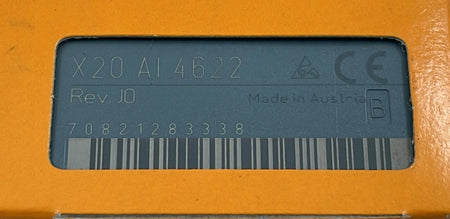 X20 AI 4622
CE
Rev. J0
Made in Austria
B
70821283338